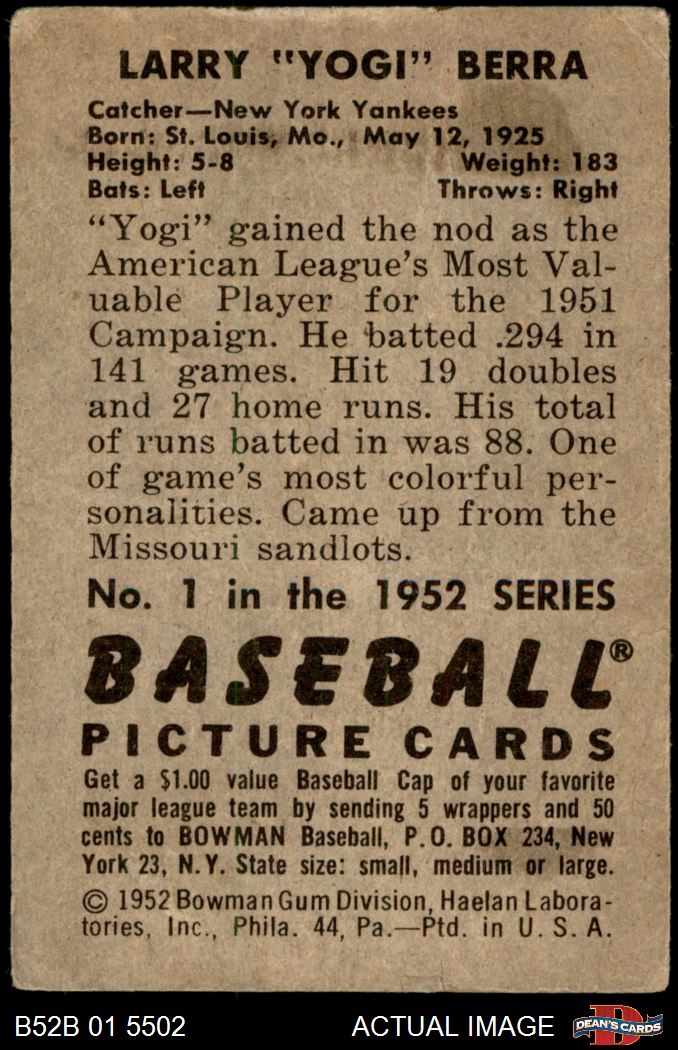 LARRY "YOGI" BERRA
Catcher—New York Yankees
Born: St. Louis, Mo., May 12, 1925
Height: 5-8 Weight: 183
Bats: Left Throws: Right
"Yogi" gained the nod as the
American League's Most Val-
uable Player for the 1951
Campaign. He batted .294 in
141 games. Hit 19 doubles
and 27 home runs. His total
of runs batted in was 88. One
of game's most colorful per-
sonalities. Came up from the
Missouri sandlots.
No. 1 in the 1952 SERIES
BASEBALL®
PICTURE CARDS
Get a $1.00 value Baseball Cap of your favorite
major league team by sending 5 wrappers and 50
cents to BOWMAN Baseball, P.O. BOX 234, New
York 23, N.Y. State size: small, medium or large.
© 1952 Bowman Gum Division, Haelan Labora-
tories, Inc., Phila. 44, Pa.—Ptd. in U. S. A.
B52B 01 5502 ACTUAL IMAGE D DEAN'S CARDS